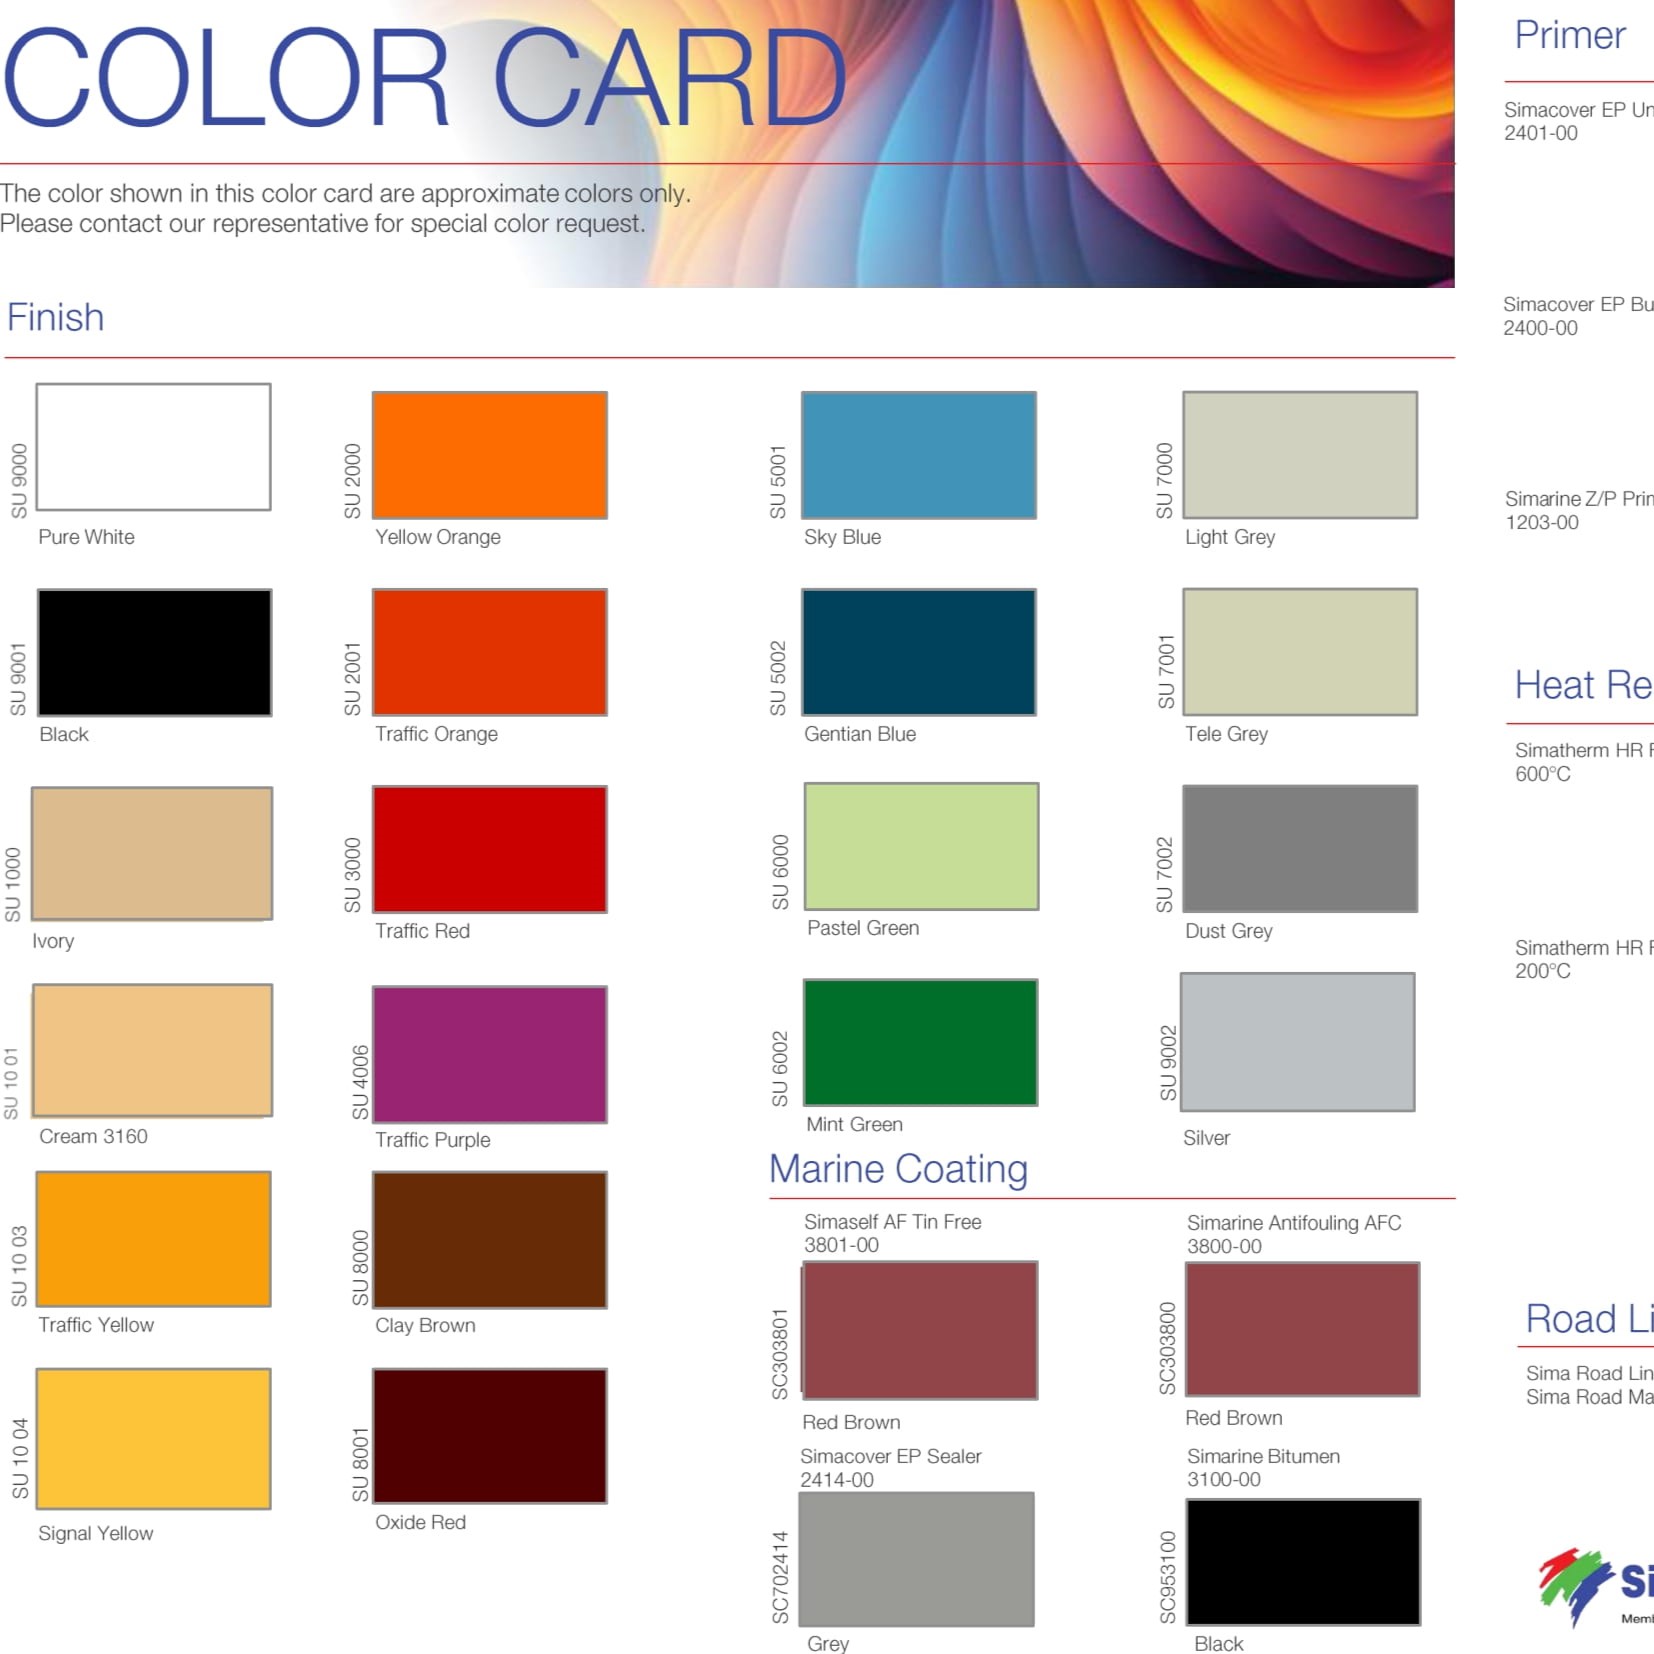 COLOR CARD
The color shown in this color card are approximate colors only.
Please contact our representative for special color request.
Finish
SU 9000
Pure White
SU 2000
Yellow Orange
SU 5001
Sky Blue
SU 7000
Light Grey
SU 9001
Black
SU 2001
Traffic Orange
SU 5002
Gentian Blue
SU 7001
Tele Grey
SU 1000
Ivory
SU 3000
Traffic Red
SU 6000
Pastel Green
SU 7002
Dust Grey
SU 10 01
Cream 3160
SU 4006
Traffic Purple
SU 6002
Mint Green
SU 9002
Silver
SU 10 03
Traffic Yellow
SU 8000
Clay Brown
SU 10 04
Signal Yellow
SU 8001
Oxide Red
Marine Coating
Simaself AF Tin Free
3801-00
SC303801
Red Brown
Simarine Antifouling AFC
3800-00
SC303800
Red Brown
Simacover EP Sealer
2414-00
SC702414
Grey
Simarine Bitumen
3100-00
SC953100
Black
Primer
Simacover EP Un
2401-00
Simacover EP Bu
2400-00
Simarine Z/P Prin
1203-00
Heat Re
Simatherm HR F
600°C
Simatherm HR F
200°C
Road Li
Sima Road Lin
Sima Road Ma
Si
Memb